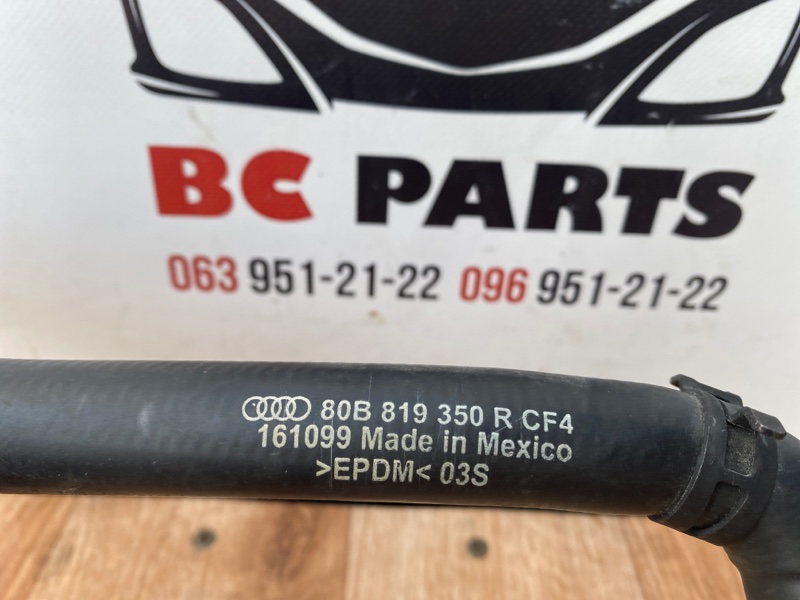 BC PARTS
063 951-21-22 096 951-21-22
80B 819 350 R CF4
161099 Made in Mexico
>EPDM< 03S